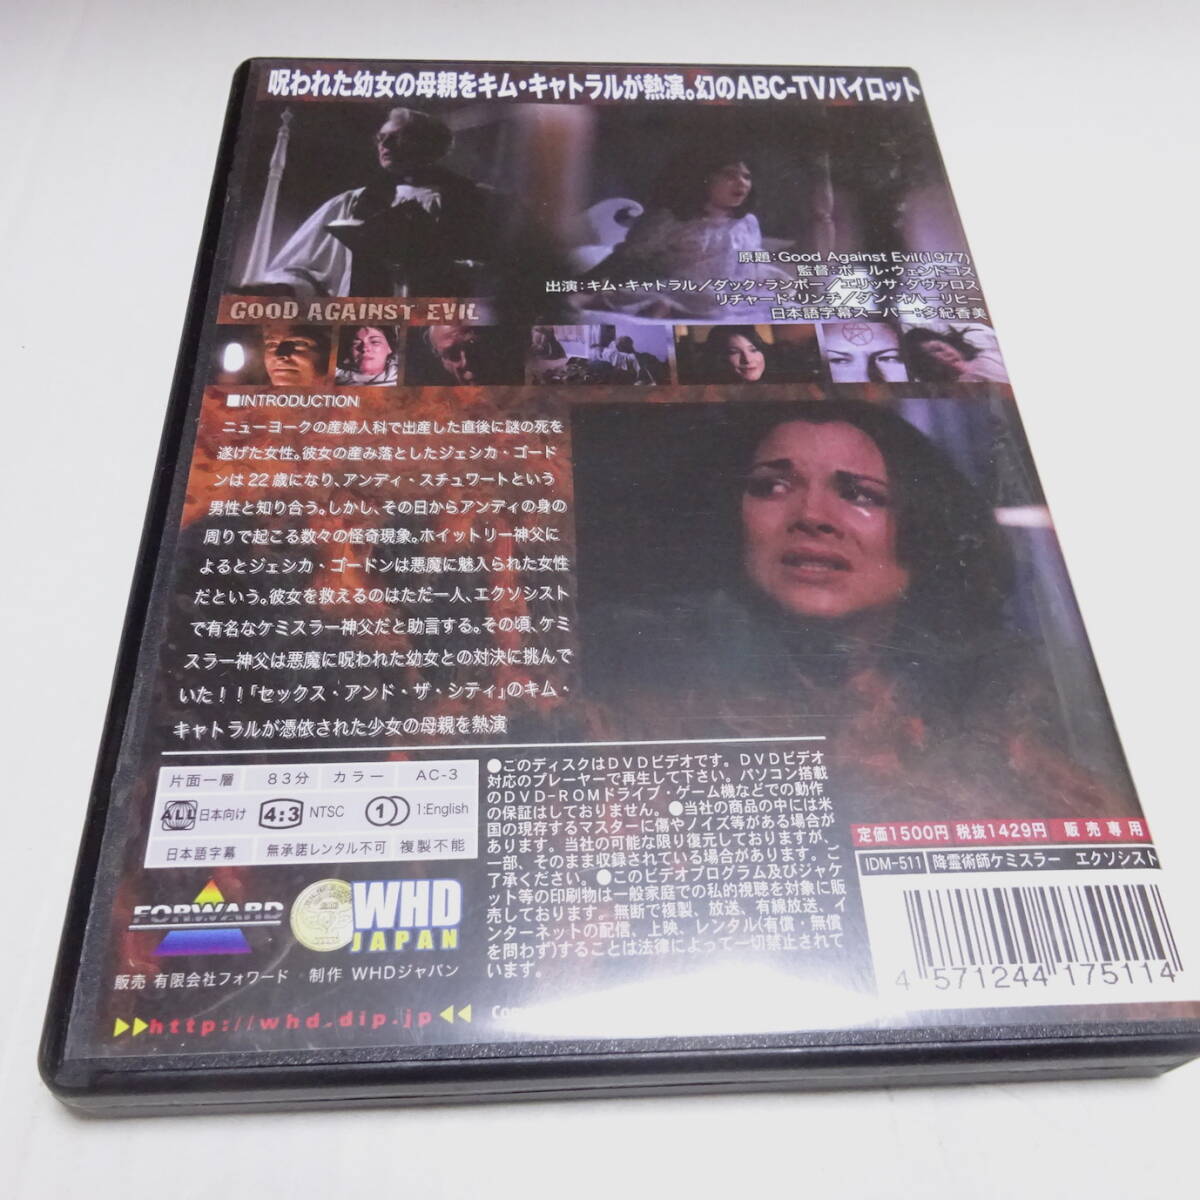 呪われた幼女の母親をキム・キャトラルが熱演。幻のABC-TVパイロット
原題:Good Against Evil(1977)
監督:ポール・ウェンドコス
出演:キム・キャトラル/ダック・ランボー/エリッサ・ダヴァロス
リチャード・リンチ/ダン・オハーリヒー
日本語字幕スーパー:多紀香美
GOOD AGAINST EVIL
■INTRODUCTION
ニューヨークの産婦人科で出産した直後に謎の死を
遂げた女性。彼女の産み落としたジェシカ・ゴード
ンは22歳になり、アンディ・スチュワートという
男性と知り合う。しかし、その日からアンディの身の
周りで起こる数々の怪奇現象。ホイットリー神父に
よるとジェシカ・ゴードンは悪魔に魅入られた女性
だという。彼女を救えるのはただ一人、エクソシスト
で有名なケミスラー神父だと助言する。その頃、ケミ
スラー神父は悪魔に呪われた幼女との対決に挑んで
いた!!「セックス・アンド・ザ・シティ」のキム・
キャトラルが憑依された少女の母親を熱演
片面一層 83分 カラー AC-3
ALL 日本向け 4:3 NTSC 1 1:English
日本語字幕 無承諾レンタル不可 複製不能
●このディスクはDVDビデオです。DVDビデオ
対応のプレーヤーで再生して下さい。パソコン搭載
のDVD-ROMドライブ・ゲーム機などでの動作
の保証はしておりません。●当社の商品の中には米
国の現存するマスターに傷やノイズ等がある場合が
あります。当社の可能な限り復元しておりますが、
一部、そのまま収録されている場合があります。ご
了承ください。●このビデオプログラム及びジャケ
ット等の印刷物は一般家庭での私的視聴を対象に販
売しております。無断で複製、放送、有線放送、イ
ンターネットの配信、上映、レンタル(有償・無償
を問わず)することは法律によって一切禁止されて
います。
定価1500円 税抜1429円 販売専用
IDM-511 降霊術師ケミスラー エクソシスト
4 571244 175114
FORWARD
WHD
JAPAN
販売 有限会社フォワード 制作 WHDジャパン
http://whd.dip.jp